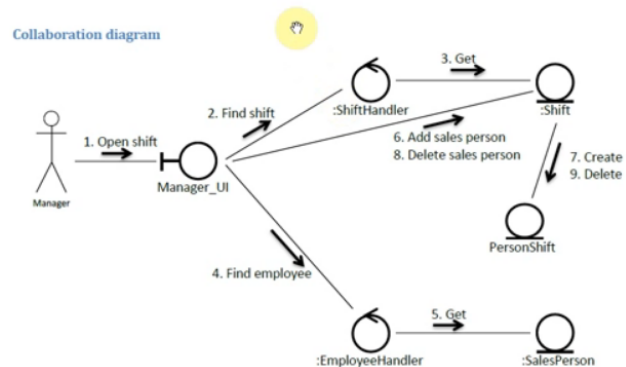 Collaboration diagram
3. Get
2. Find shift
:ShiftHandler
:Shift
1. Open shift
6. Add sales person
8. Delete sales person
7. Create
9. Delete
Manager_UI
Manager
PersonShift
4. Find employee
5. Get
:EmployeeHandler
:SalesPerson